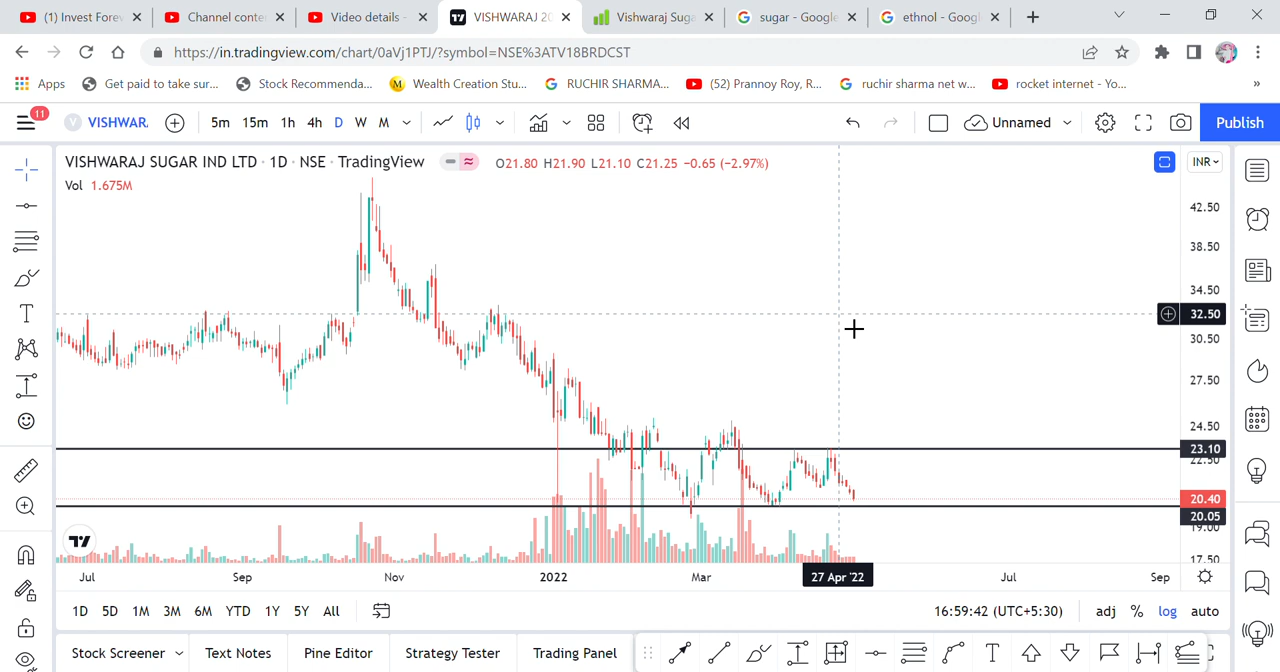 (1) Invest Forev
Channel conte
Video details -
VISHWARAJ 20
Vishwaraj Suga
sugar - Google
ethnol - Googl
https://in.tradingview.com/chart/0aVj1PTJ/?symbol=NSE%3ATV18BRDCST
Apps
Get paid to take sur...
Stock Recommenda...
M
Wealth Creation Stu...
RUCHIR SHARMA...
(52) Prannoy Roy, R...
ruchir sharma net w...
rocket internet - Yo...
»
11
V
VISHWAR.
5m
15m
1h
4h
D
W
M
Unnamed
Publish
VISHWARAJ SUGAR IND LTD · 1D · NSE · TradingView
O21.80 H21.90 L21.10 C21.25 −0.65 (−2.97%)
INR
Vol 1.675M
42.50
38.50
34.50
32.50
30.50
27.50
24.50
23.10
22.50
20.40
20.05
19.00
17.50
Jul
Sep
Nov
2022
Mar
27 Apr '22
Jul
Sep
1D
5D
1M
3M
6M
YTD
1Y
5Y
All
16:59:42 (UTC+5:30)
adj
%
log
auto
Stock Screener
Text Notes
Pine Editor
Strategy Tester
Trading Panel